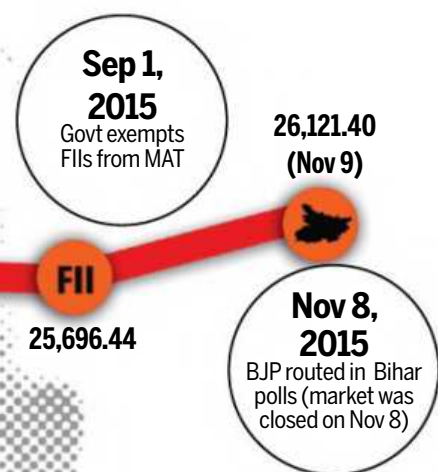 Sep 1,
2015
Govt exempts
FIIs from MAT
FII
25,696.44
26,121.40
(Nov 9)
Nov 8,
2015
BJP routed in Bihar
polls (market was
closed on Nov 8)